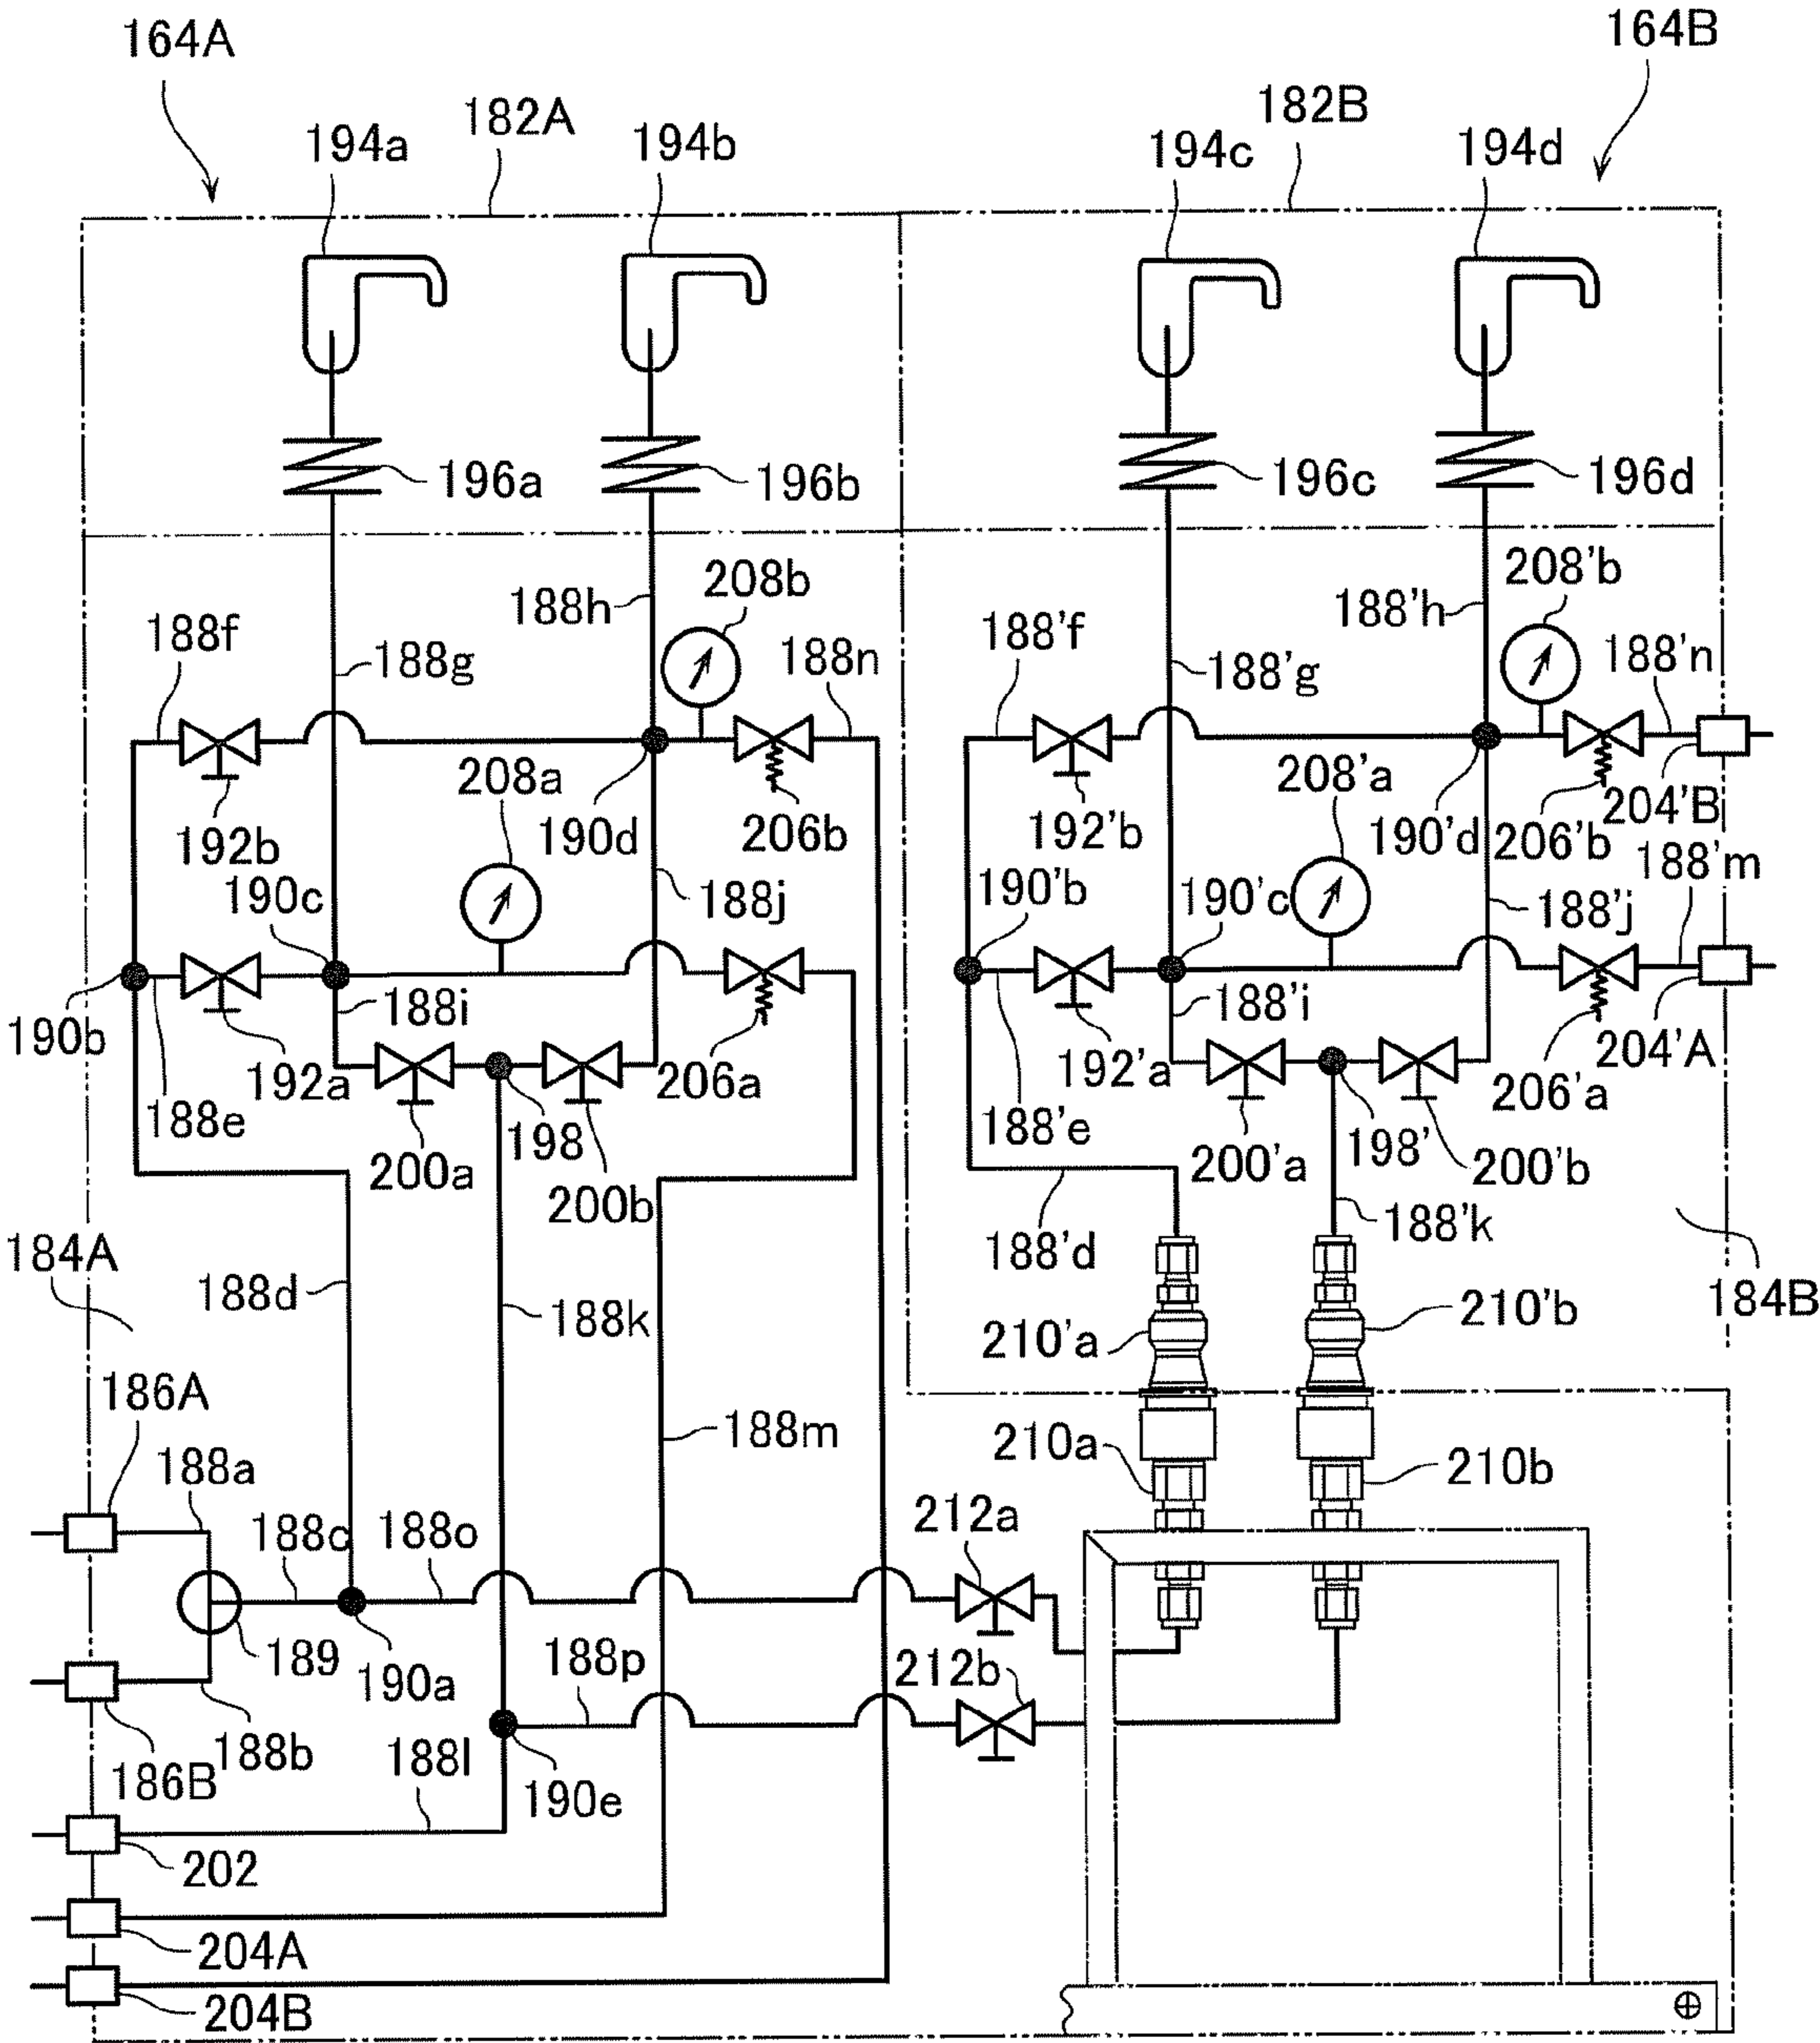 164A
164B
182A
182B
194a
194b
194c
194d
196a
196b
196c
196d
208b
208'b
188h
188'h
188f
188g
188n
188'f
188'g
188'n
208a
208'a
192b
190d
206b
192'b
190'd
206'b
204'B
188'm
190c
188j
190'b
190'c
188'j
190b
188i
188'i
192a
206a
192'a
204'A
188e
198
188'e
198'
206'a
200a
200b
200'a
200'b
184A
188d
188k
188'd
188'k
184B
210'a
210'b
186A
188m
188a
210a
210b
188c
188o
212a
189
190a
188p
212b
186B
188b
188l
190e
202
204A
204B